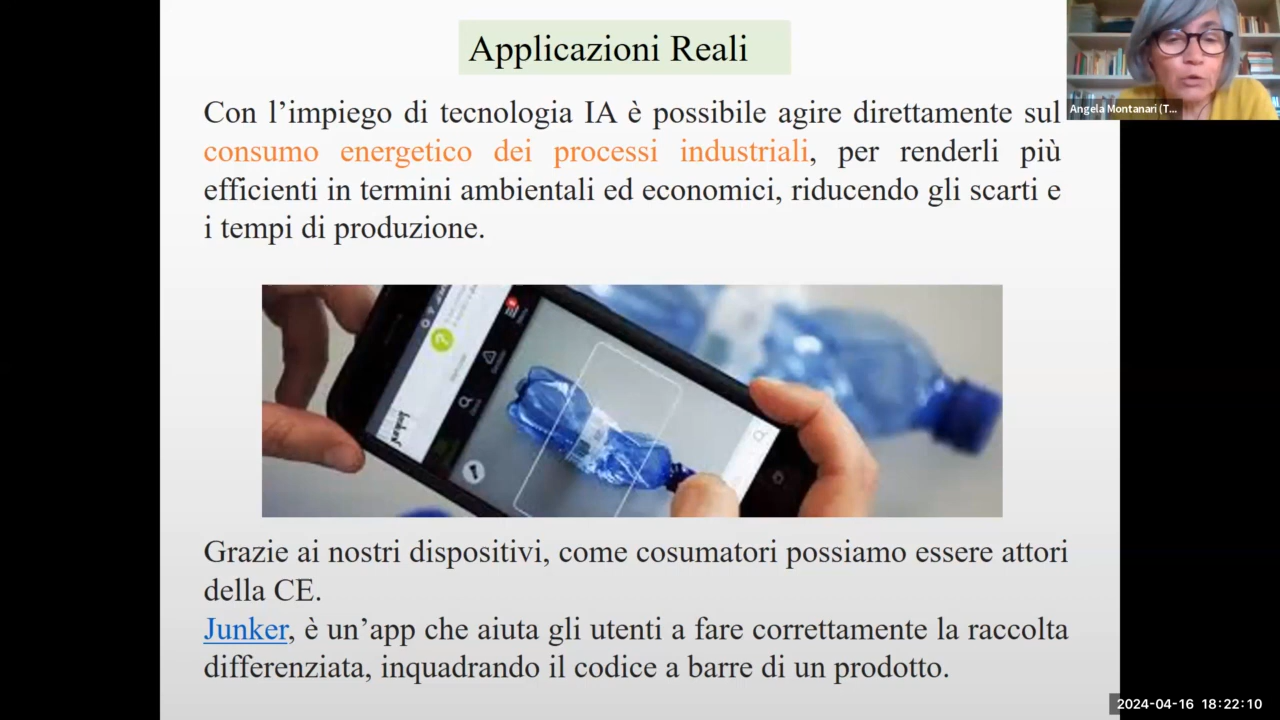 Applicazioni Reali
Angela Montanari (T...
Con l’impiego di tecnologia IA è possibile agire direttamente sul
consumo energetico dei processi industriali, per renderli più
efficienti in termini ambientali ed economici, riducendo gli scarti e
i tempi di produzione.
Grazie ai nostri dispositivi, come cosumatori possiamo essere attori
della CE.
Junker, è un’app che aiuta gli utenti a fare correttamente la raccolta
differenziata, inquadrando il codice a barre di un prodotto.
2024-04-16 18:22:10